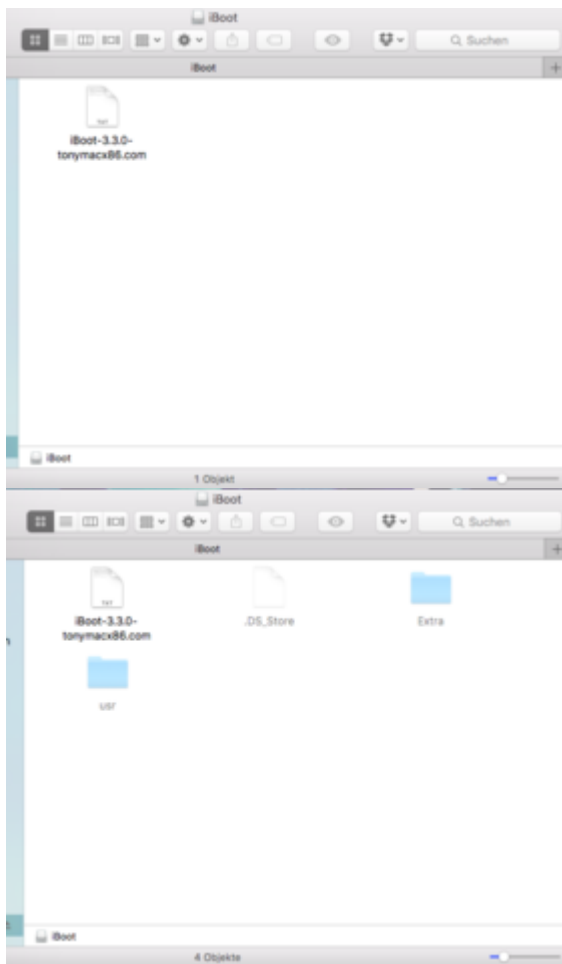 iBoot
Suchen
iBoot
+
TXT
iBoot-3.3.0-
tonymacx86.com
iBoot
1 Objekt
iBoot
Suchen
iBoot
+
TXT
iBoot-3.3.0-
tonymacx86.com
.DS_Store
Extra
usr
iBoot
4 Objekte